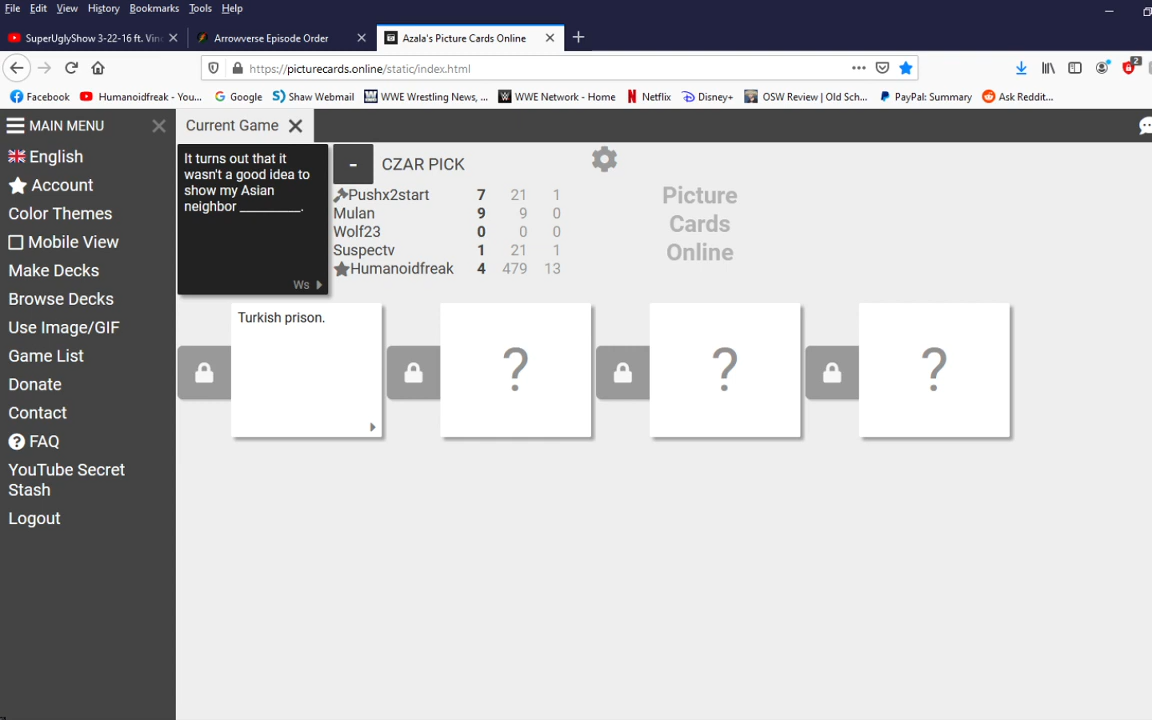 File Edit View History Bookmarks Tools Help
SuperUglyShow 3-22-16 ft. Vinc
Arrowverse Episode Order
Azala's Picture Cards Online
https://picturecards.online/static/index.html
2
Facebook
Humanoidfreak - You...
Google
Shaw Webmail
WWE Wrestling News, ...
WWE Network - Home
Netflix
Disney+
OSW Review | Old Sch...
PayPal: Summary
Ask Reddit...
MAIN MENU
English
Account
Color Themes
Mobile View
Make Decks
Browse Decks
Use Image/GIF
Game List
Donate
Contact
FAQ
YouTube Secret
Stash
Logout
Current Game
It turns out that it
wasn't a good idea to
show my Asian
neighbor __________.
Ws
-
CZAR PICK
Pushx2start 7 21 1
Mulan 9 9 0
Wolf23 0 0 0
Suspectv 1 21 1
Humanoidfreak 4 479 13
Picture
Cards
Online
Turkish prison.
?
?
?